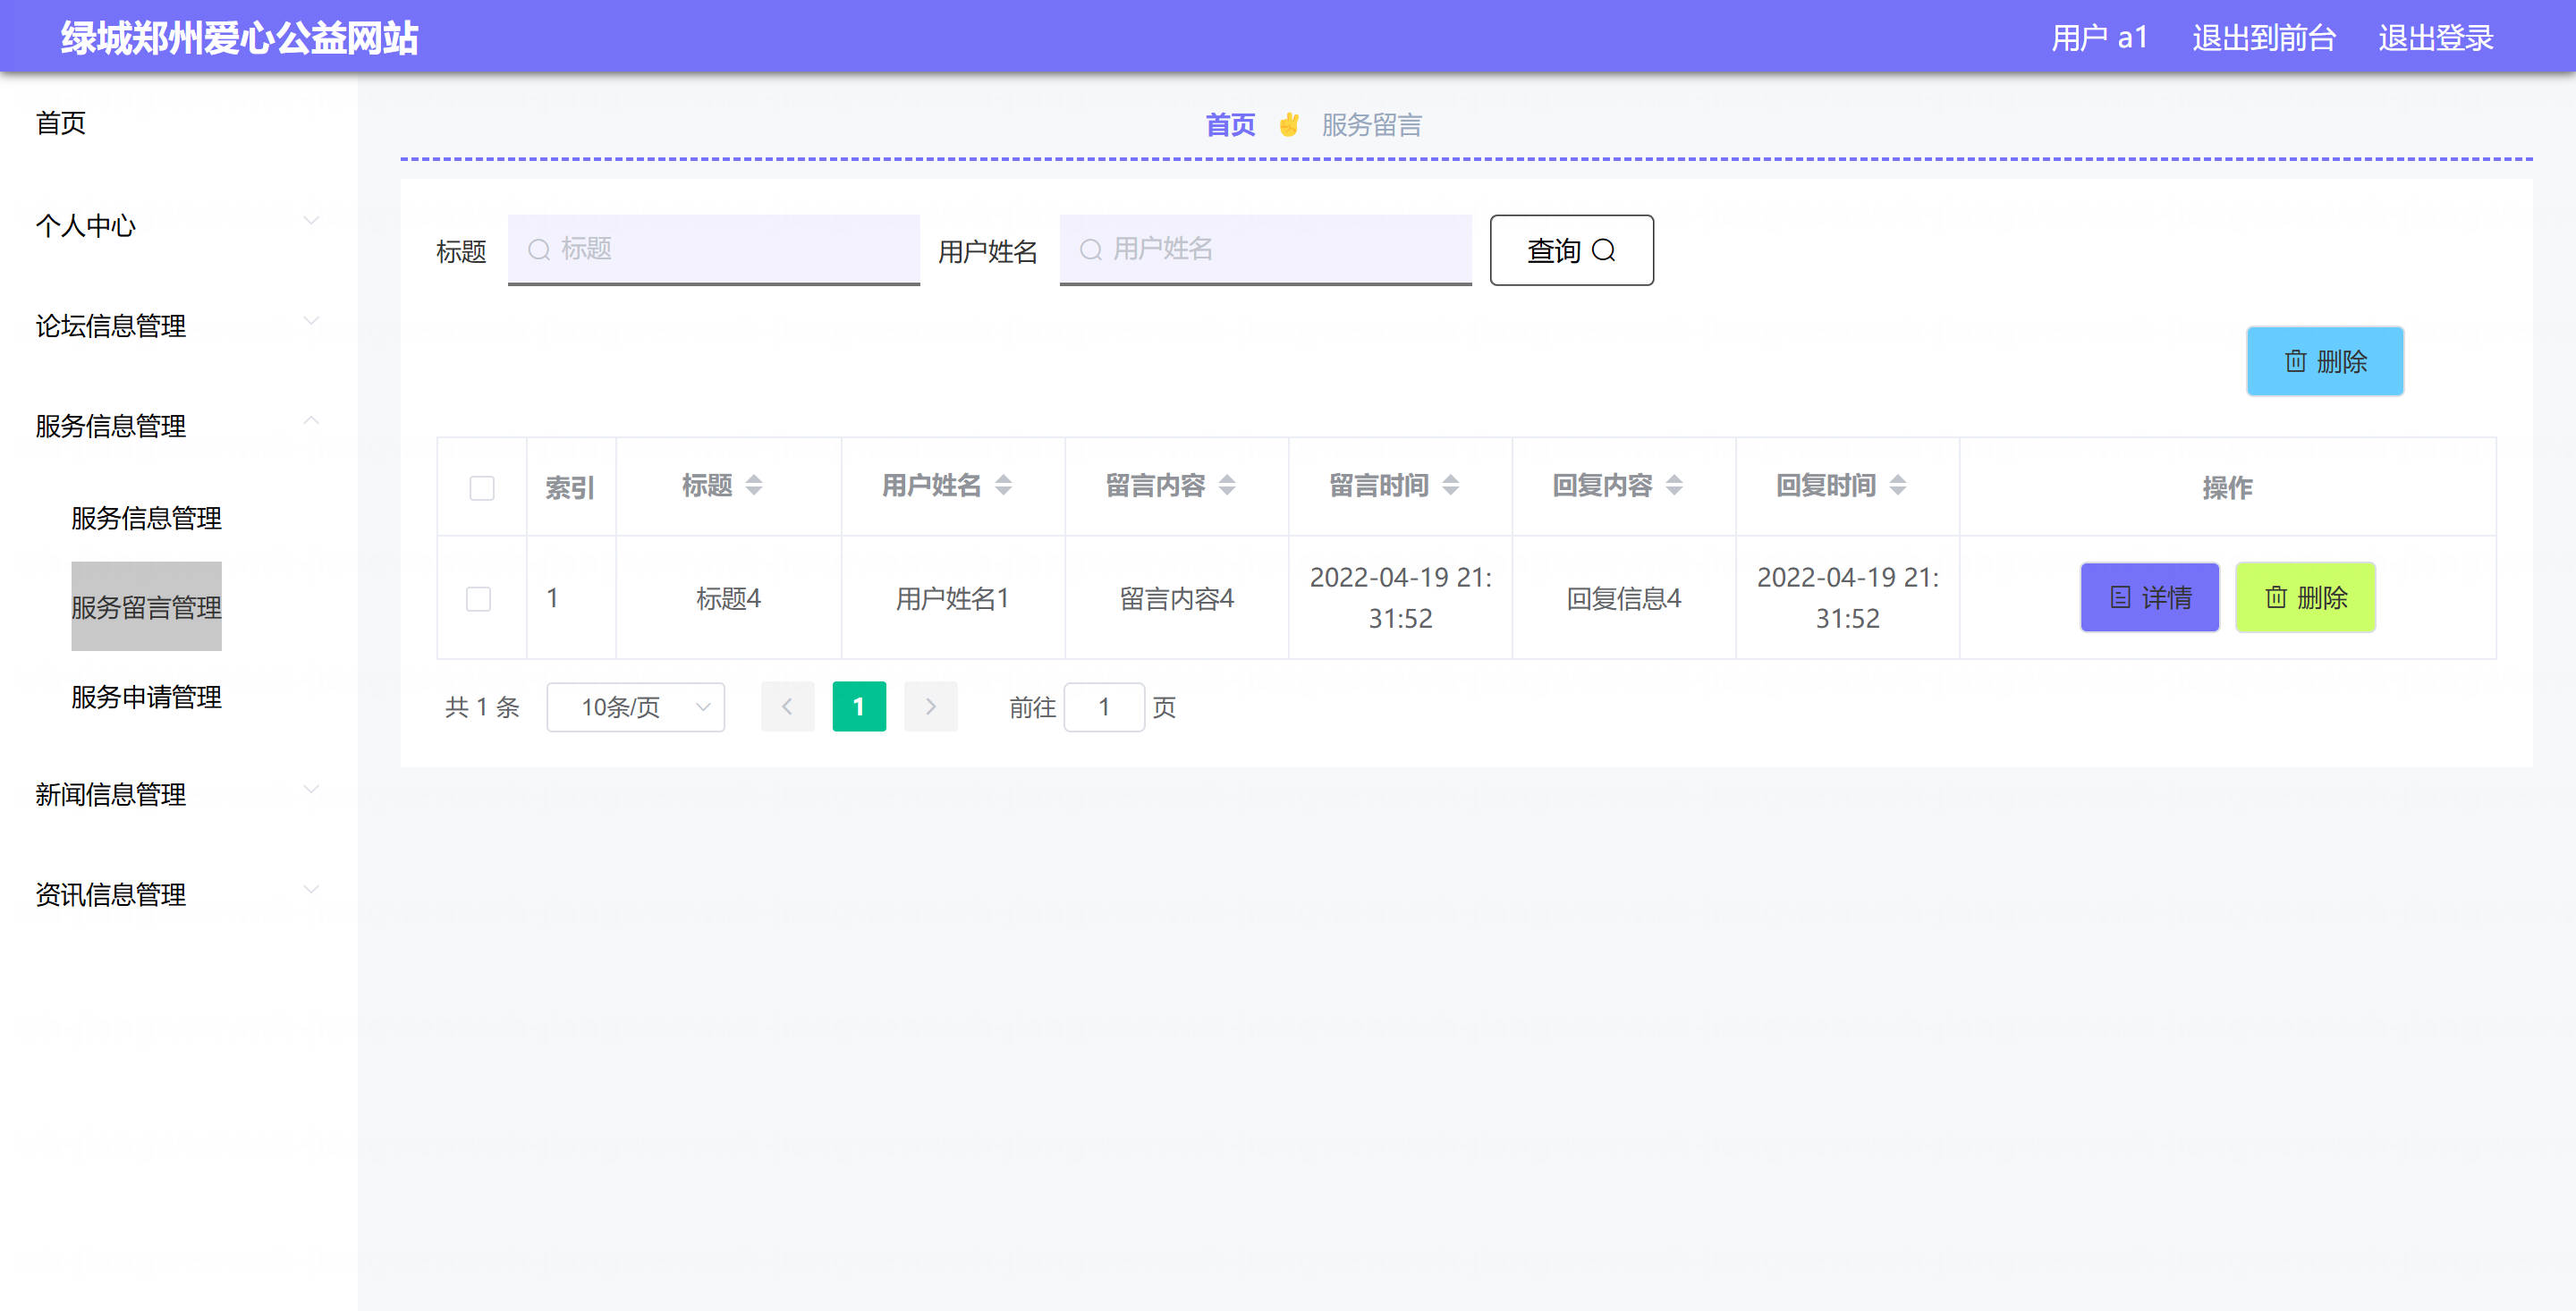 绿城郑州爱心公益网站
用户 a1 退出到前台 退出登录
首页
个人中心
论坛信息管理
服务信息管理
服务信息管理
服务留言管理
服务申请管理
新闻信息管理
资讯信息管理
首页 ✌ 服务留言
标题 标题 用户姓名 用户姓名 查询
删除
索引 标题 用户姓名 留言内容 留言时间 回复内容 回复时间 操作
1 标题4 用户姓名1 留言内容4 2022-04-19 21:31:52 回复信息4 2022-04-19 21:31:52 详情 删除
共 1 条 10条/页 1 前往 1 页